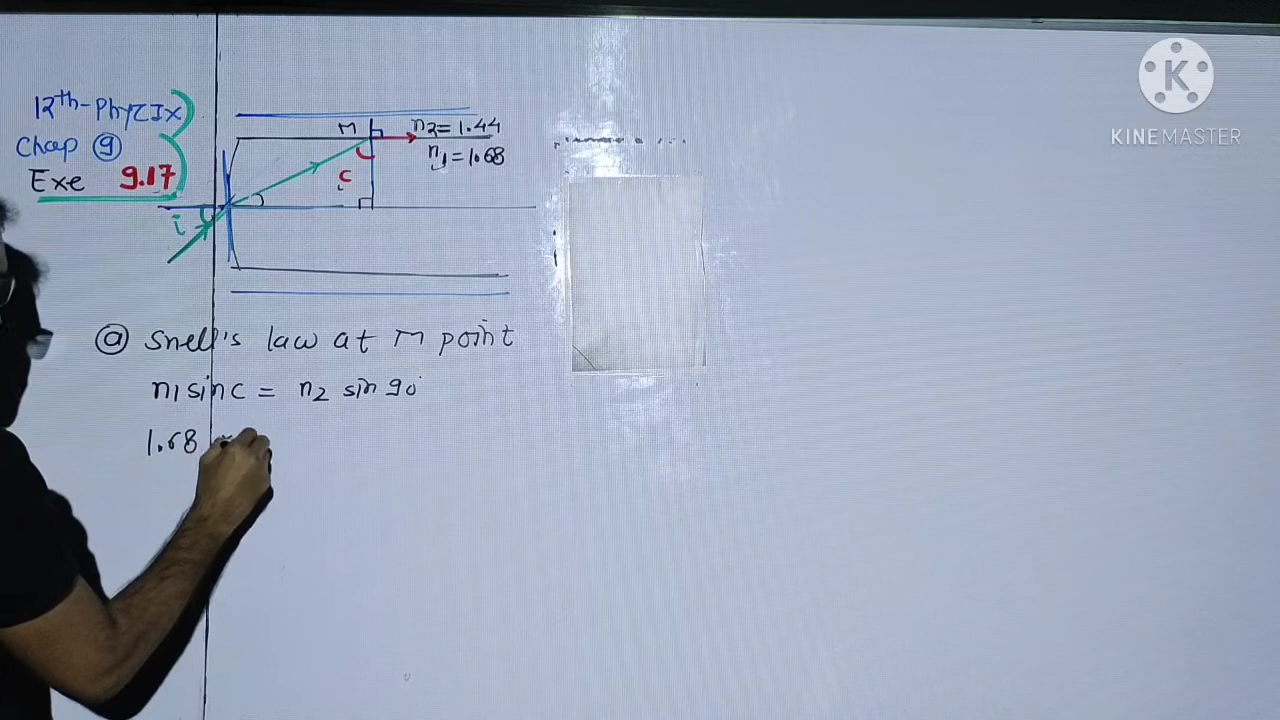 12th-PhyCIX
Chap ⑨
Exe 9.17
M
n2=1.44
n1=1.68
c
i
ⓐ Snell's law at M point
n1 sin c = n2 sin 90°
1.68 ×
K
KINEMASTER